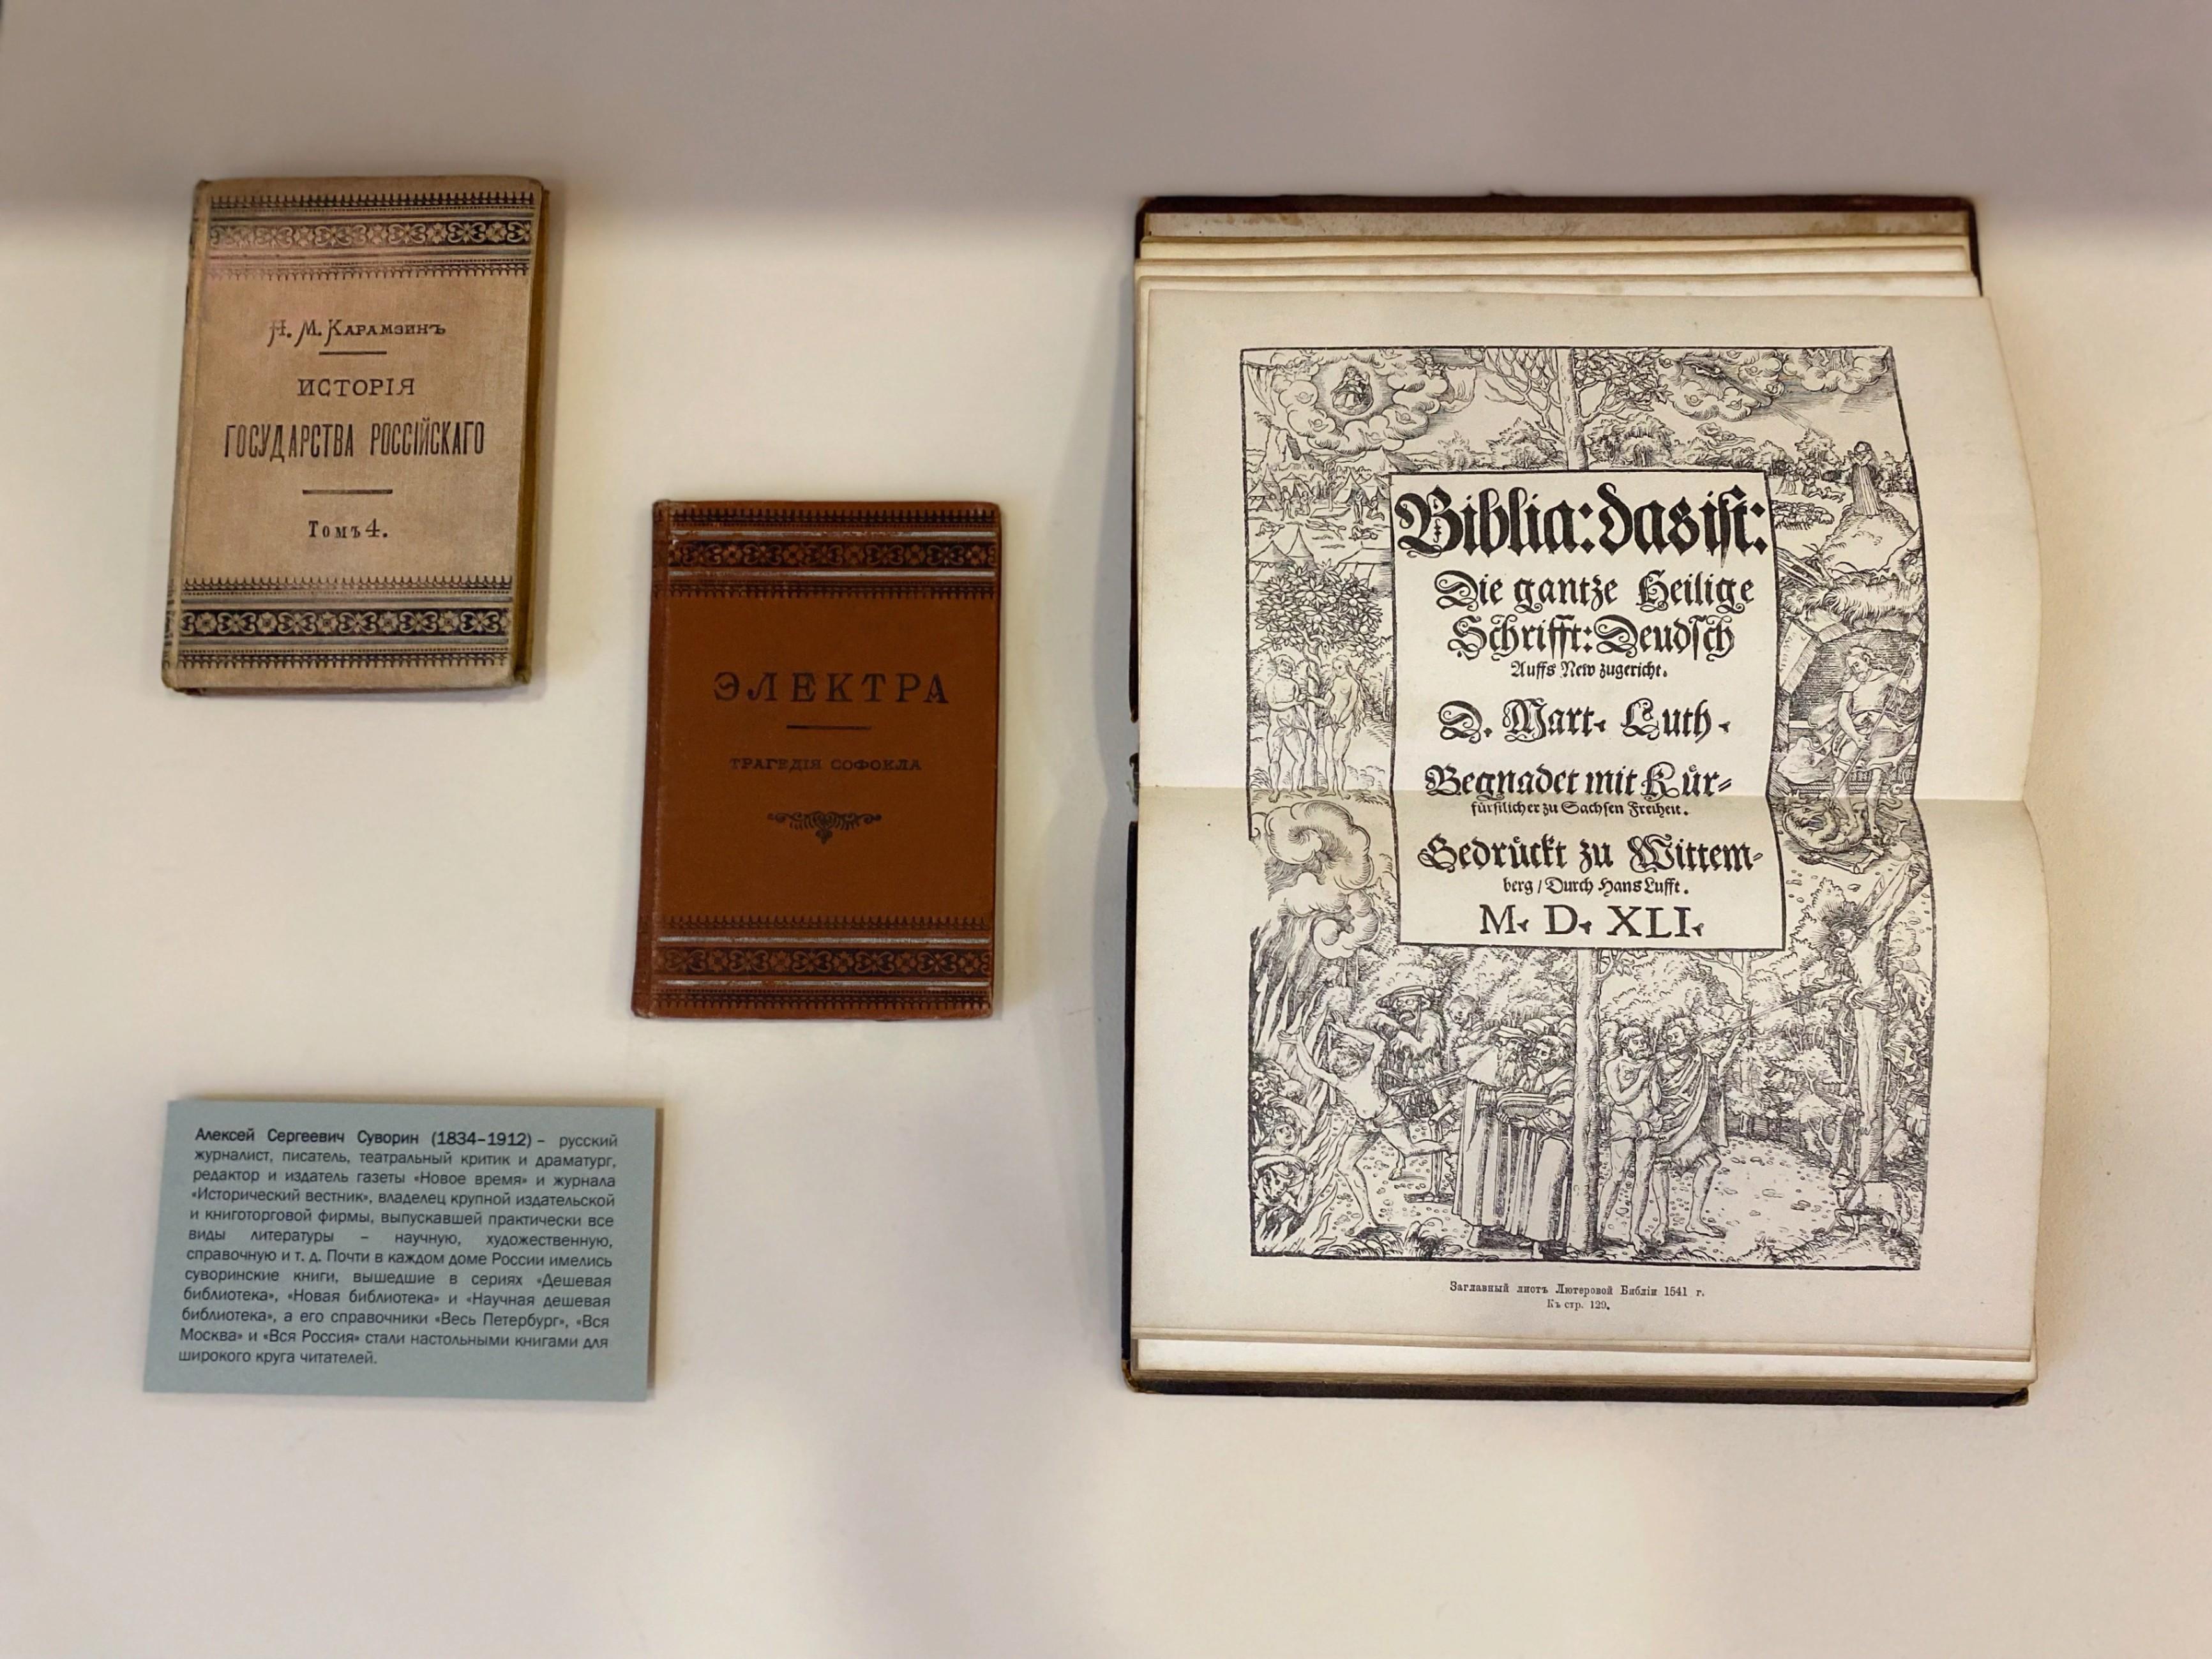 Н. М. Карамзинъ
ИСТОРІЯ
ГОСУДАРСТВА РОССІЙСКАГО
Томъ 4.
ЭЛЕКТРА
ТРАГЕДІЯ СОФОКЛА
Алексей Сергеевич Суворин (1834–1912) – русский
журналист, писатель, театральный критик и драматург,
редактор и издатель газеты «Новое время» и журнала
«Исторический вестник», владелец крупной издательской
и книготорговой фирмы, выпускавшей практически все
виды литературы – научную, художественную,
справочную и т. д. Почти в каждом доме России имелись
суворинские книги, вышедшие в сериях «Дешевая
библиотека», «Новая библиотека» и «Научная дешевая
библиотека», а его справочники «Весь Петербург», «Вся
Москва» и «Вся Россия» стали настольными книгами для
широкого круга читателей.
Biblia: das ist:
Die gantze Heilige
Schrifft: Deudsch
Auffs New zugericht.
D. Mart. Luth.
Begnadet mit Kür-
fürstlicher zu Sachsen Freiheit.
Gedrückt zu Wittem-
berg / Durch Hans Lufft.
M. D. XLI.
Заглавный листъ Лютеровой Библіи 1541 г.
Къ стр. 129.